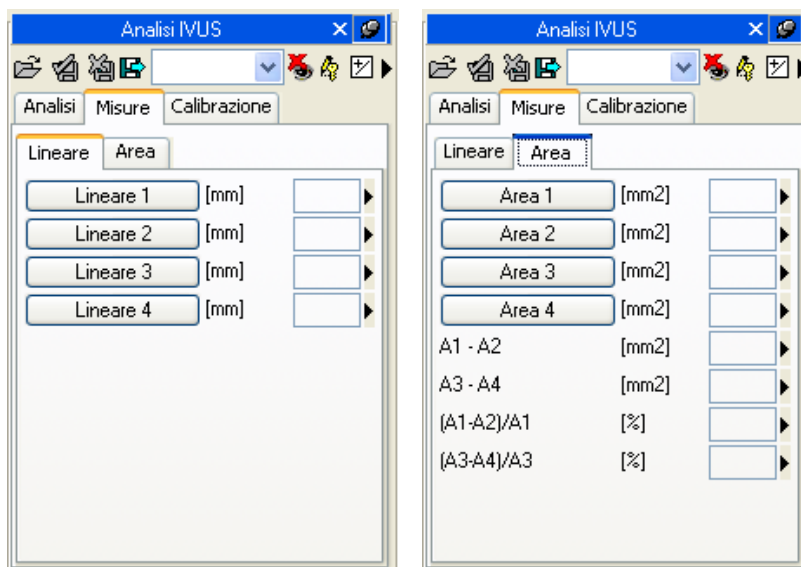 Analisi IVUS
Analisi Misure Calibrazione
Lineare Area
Lineare 1 [mm]
Lineare 2 [mm]
Lineare 3 [mm]
Lineare 4 [mm]
Analisi IVUS
Analisi Misure Calibrazione
Lineare Area
Area 1 [mm2]
Area 2 [mm2]
Area 3 [mm2]
Area 4 [mm2]
A1 - A2 [mm2]
A3 - A4 [mm2]
(A1-A2)/A1 [%]
(A3-A4)/A3 [%]